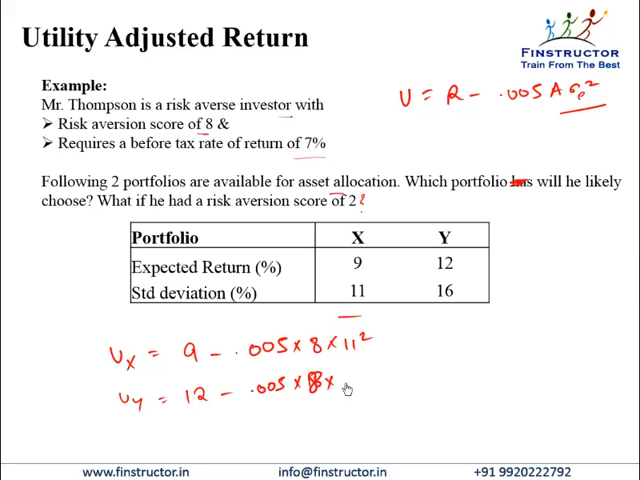 Utility Adjusted Return
FINSTRUCTOR
Train From The Best
U = R - .005 A σp²
Example:
Mr. Thompson is a risk averse investor with
➤ Risk aversion score of 8 &
➤ Requires a before tax rate of return of 7%
Following 2 portfolios are available for asset allocation. Which portfolio has will he likely
choose? What if he had a risk aversion score of 2?
Portfolio X Y
Expected Return (%) 9 12
Std deviation (%) 11 16
Ux = 9 - .005 × 8 × 11²
Uy = 12 - .005 × 8 ×
www.finstructor.in info@finstructor.in +91 9920222792